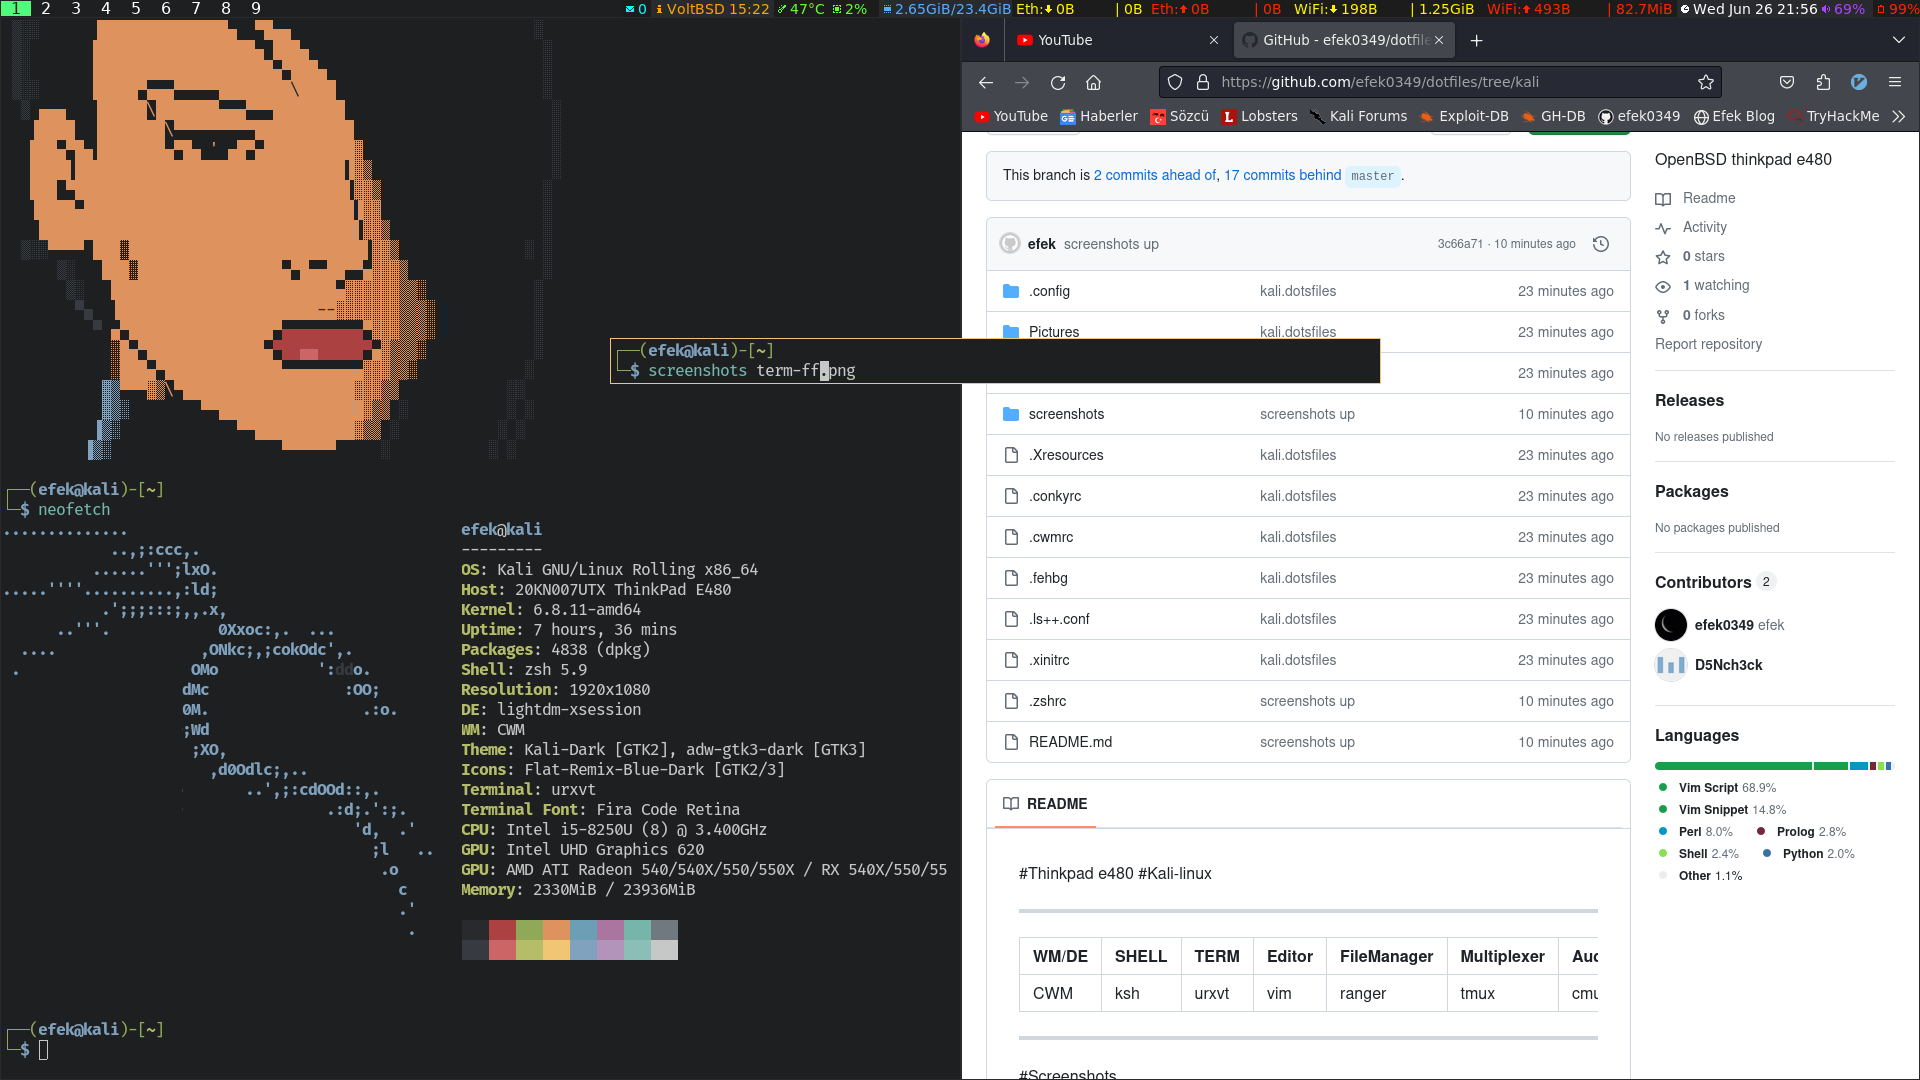 1 2 3 4 5 6 7 8 9
0 VoltBSD 15:22 47°C 2% 2.65GiB/23.4GiB Eth: 0B | 0B Eth: 0B | 0B WiFi: 198B | 1.25GiB WiFi: 493B | 82.7MiB Wed Jun 26 21:56 69% 99%
YouTube
GitHub - efek0349/dotfile
https://github.com/efek0349/dotfiles/tree/kali
YouTube Haberler Sözcü Lobsters Kali Forums Exploit-DB GH-DB efek0349 Efek Blog TryHackMe
(efek@kali)-[~]
$ screenshots term-ff.png
(efek@kali)-[~]
$ neofetch
efek@kali
---------
OS: Kali GNU/Linux Rolling x86_64
Host: 20KN007UTX ThinkPad E480
Kernel: 6.8.11-amd64
Uptime: 7 hours, 36 mins
Packages: 4838 (dpkg)
Shell: zsh 5.9
Resolution: 1920x1080
DE: lightdm-xsession
WM: CWM
Theme: Kali-Dark [GTK2], adw-gtk3-dark [GTK3]
Icons: Flat-Remix-Blue-Dark [GTK2/3]
Terminal: urxvt
Terminal Font: Fira Code Retina
CPU: Intel i5-8250U (8) @ 3.400GHz
GPU: Intel UHD Graphics 620
GPU: AMD ATI Radeon 540/540X/550/550X / RX 540X/550/55
Memory: 2330MiB / 23936MiB
(efek@kali)-[~]
$
This branch is 2 commits ahead of, 17 commits behind master .
efek screenshots up 3c66a71 · 10 minutes ago
.config kali.dotsfiles 23 minutes ago
Pictures kali.dotsfiles 23 minutes ago
23 minutes ago
screenshots screenshots up 10 minutes ago
.Xresources kali.dotsfiles 23 minutes ago
.conkyrc kali.dotsfiles 23 minutes ago
.cwmrc kali.dotsfiles 23 minutes ago
.fehbg kali.dotsfiles 23 minutes ago
.ls++.conf kali.dotsfiles 23 minutes ago
.xinitrc kali.dotsfiles 23 minutes ago
.zshrc screenshots up 10 minutes ago
README.md screenshots up 10 minutes ago
README
#Thinkpad e480 #Kali-linux
WM/DE SHELL TERM Editor FileManager Multiplexer Aud
CWM ksh urxvt vim ranger tmux cmu
#Screenshots
OpenBSD thinkpad e480
Readme
Activity
0 stars
1 watching
0 forks
Report repository
Releases
No releases published
Packages
No packages published
Contributors 2
efek0349 efek
D5Nch3ck
Languages
Vim Script 68.9%
Vim Snippet 14.8%
Perl 8.0% Prolog 2.8%
Shell 2.4% Python 2.0%
Other 1.1%